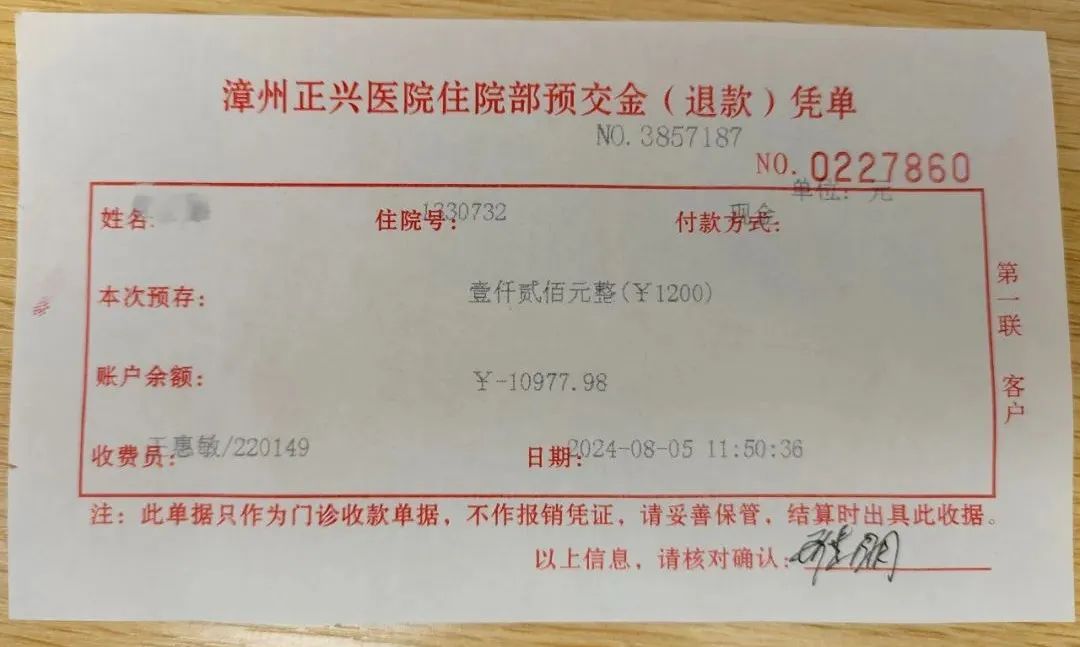 漳州正兴医院住院部预交金（退款）凭单
NO.3857187
NO.0227860
单位：元
姓名: 住院号: 1330732 付款方式: 现金
本次预存: 壹仟贰佰元整(￥1200)
账户余额: ￥-10977.98
收费员: 王惠敏/220149 日期: 2024-08-05 11:50:36
注：此单据只作为门诊收款单据，不作报销凭证，请妥善保管，结算时出具此收据。
以上信息，请核对确认:
第一联 客户